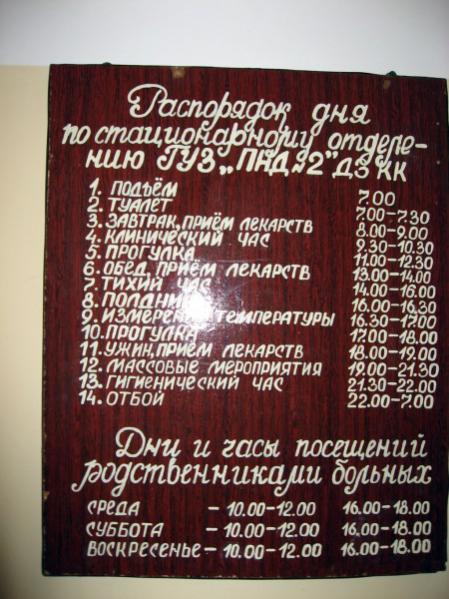 Распорядок дня
по стационарному отделе-
нию ГУЗ „ПНД №2" ДЗ КК
1. ПОДЪЁМ 7.00
2. ТУАЛЕТ 7.00-7.30
3. ЗАВТРАК, ПРИЁМ ЛЕКАРСТВ 8.00-9.00
4. КЛИНИЧЕСКИЙ ЧАС 9.30-10.30
5. ПРОГУЛКА 11.00-12.30
6. ОБЕД, ПРИЁМ ЛЕКАРСТВ 13.00-14.00
7. ТИХИЙ ЧАС 14.00-16.00
8. ПОЛДНИК 16.00-16.30
9. ИЗМЕРЕНИЕ ТЕМПЕРАТУРЫ 16.30-17.00
10. ПРОГУЛКА 17.00-18.00
11. УЖИН, ПРИЁМ ЛЕКАРСТВ 18.00-19.00
12. МАССОВЫЕ МЕРОПРИЯТИЯ 19.00-21.30
13. ГИГИЕНИЧЕСКИЙ ЧАС 21.30-22.00
14. ОТБОЙ 22.00-7.00
Дни и часы посещений
родственниками больных
СРЕДА - 10.00-12.00 16.00-18.00
СУББОТА - 10.00-12.00 16.00-18.00
ВОСКРЕСЕНЬЕ - 10.00-12.00 16.00-18.00